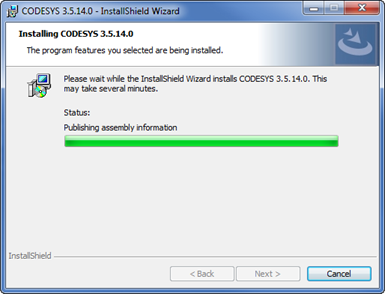 CODESYS 3.5.14.0 - InstallShield Wizard
Installing CODESYS 3.5.14.0
The program features you selected are being installed.
Please wait while the InstallShield Wizard installs CODESYS 3.5.14.0. This
may take several minutes.
Status:
Publishing assembly information
InstallShield
< Back
Next >
Cancel